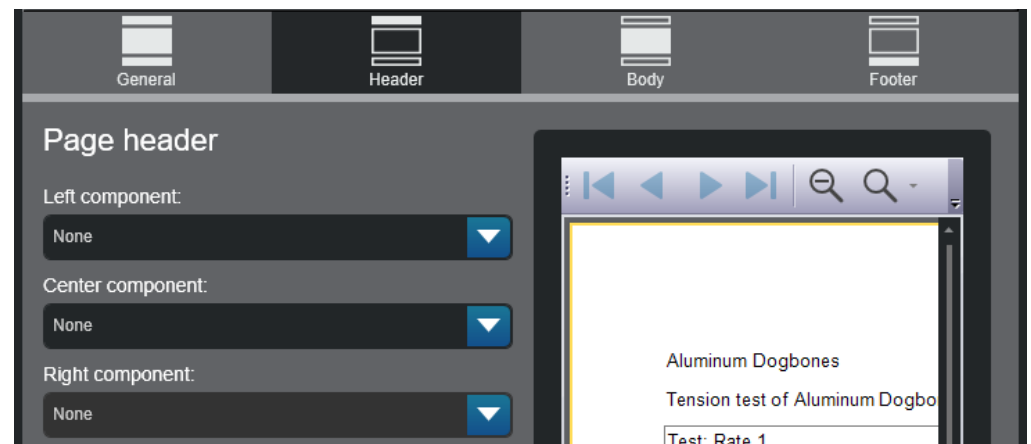 General
Header
Body
Footer
Page header
Left component:
None
Center component:
None
Right component:
None
Aluminum Dogbones
Tension test of Aluminum Dogbo
Test: Rate 1